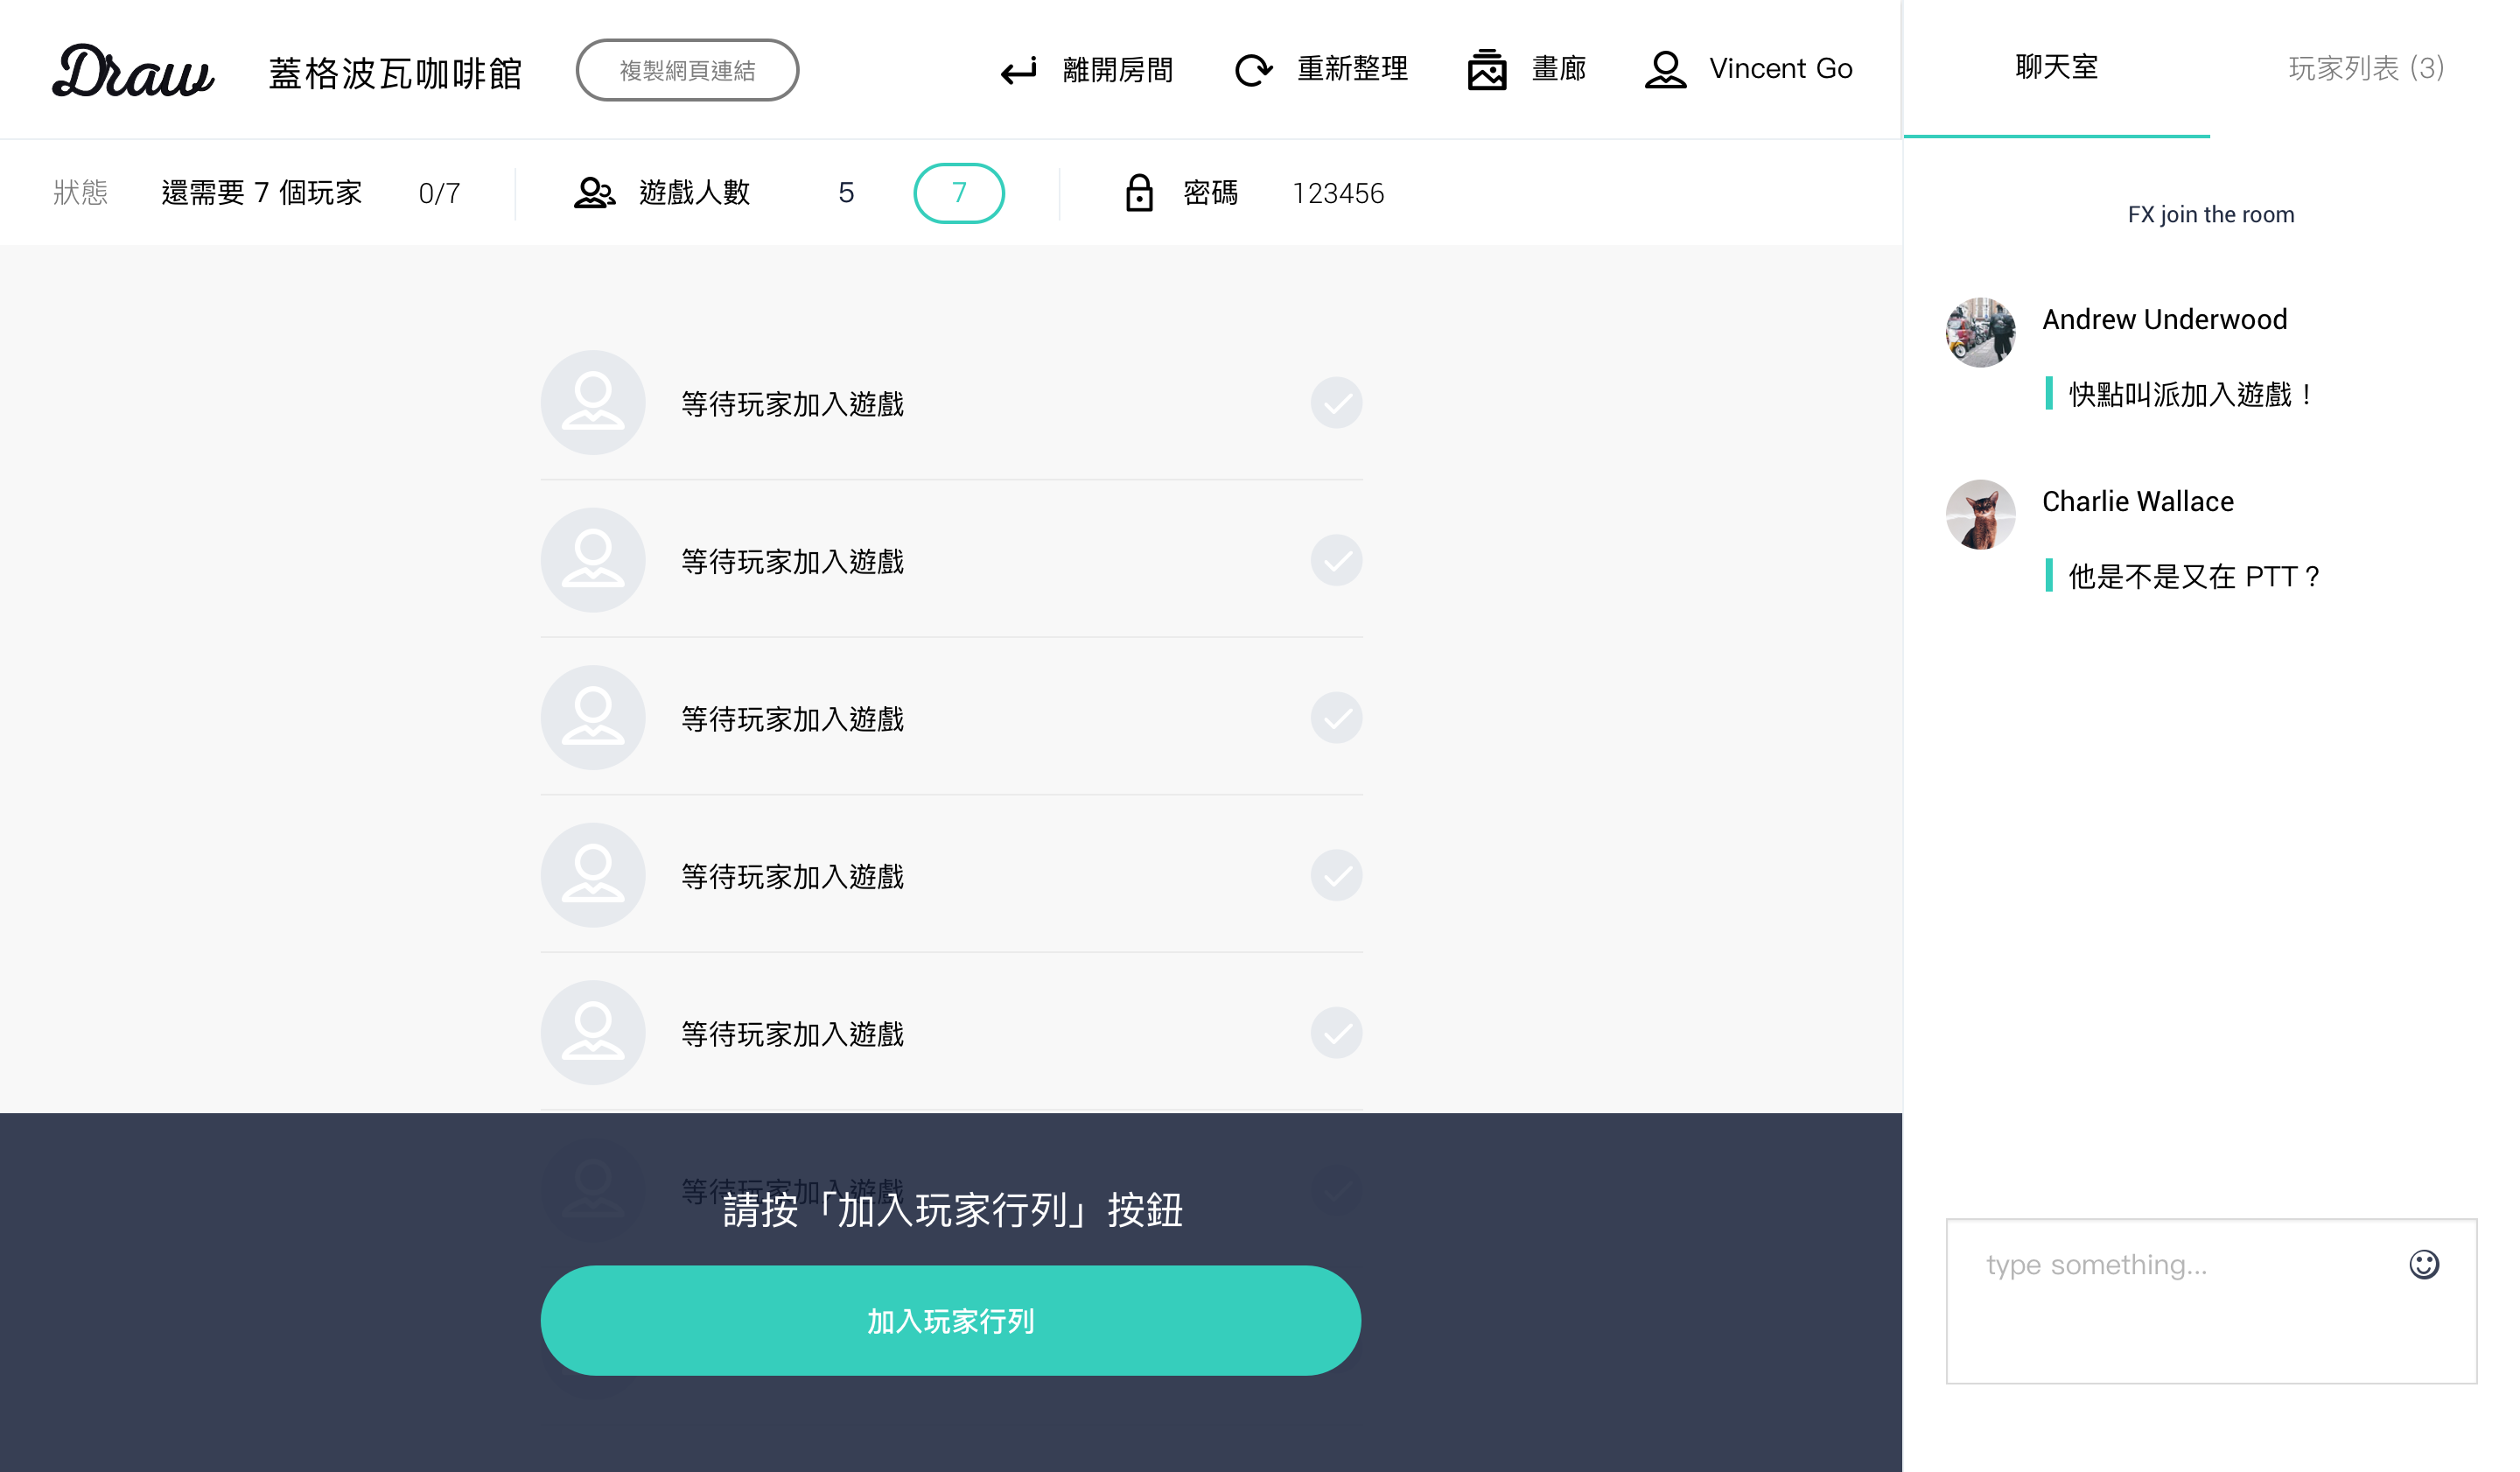 Draw
蓋格波瓦咖啡館
複製網頁連結
離開房間
重新整理
畫廊
Vincent Go
聊天室
玩家列表 (3)
狀態
還需要 7 個玩家
0/7
遊戲人數
5
7
密碼
123456
FX join the room
Andrew Underwood
快點叫派加入遊戲！
Charlie Wallace
他是不是又在 PTT？
等待玩家加入遊戲
等待玩家加入遊戲
等待玩家加入遊戲
等待玩家加入遊戲
等待玩家加入遊戲
等待玩家加入遊戲
請按「加入玩家行列」按鈕
加入玩家行列
type something...